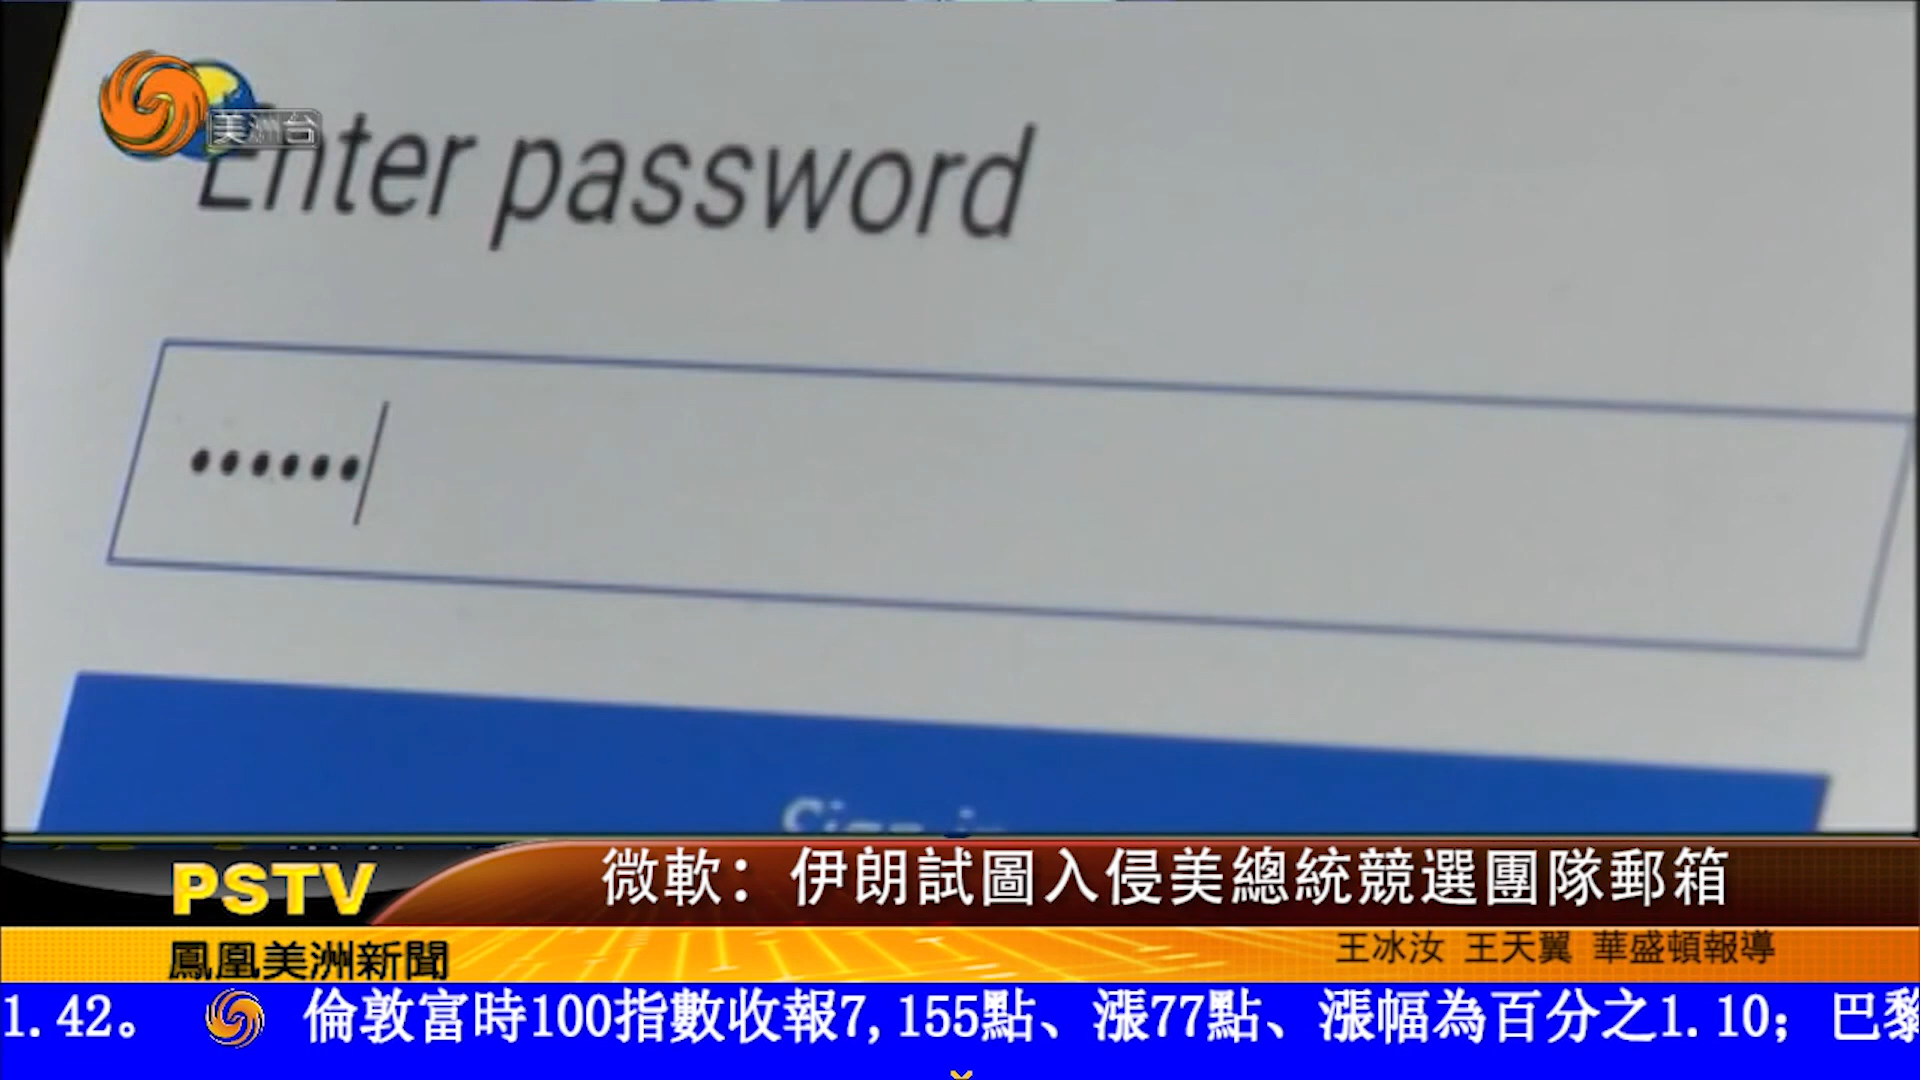 美洲台
Enter password
Sign in
PSTV
微軟：伊朗試圖入侵美總統競選團隊郵箱
鳳凰美洲新聞
王冰汝 王天翼 華盛頓報導
1.42。 倫敦富時100指數收報7,155點、漲77點、漲幅為百分之1.10；巴黎